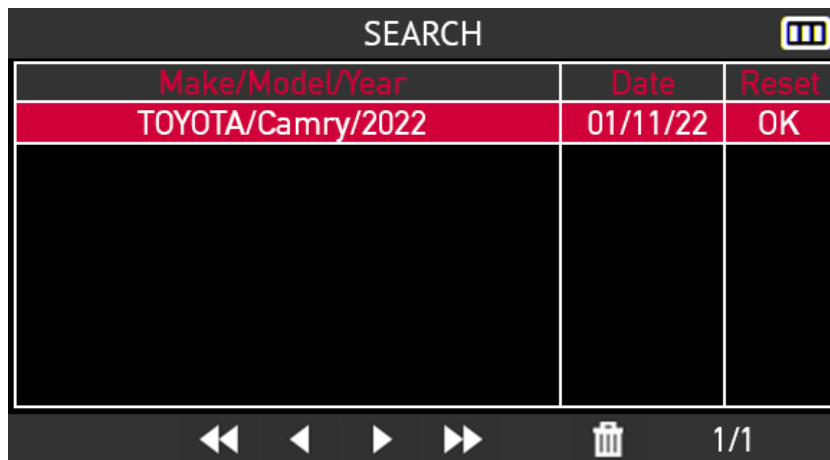 SEARCH
Make/Model/Year Date Reset
TOYOTA/Camry/2022 01/11/22 OK
1/1